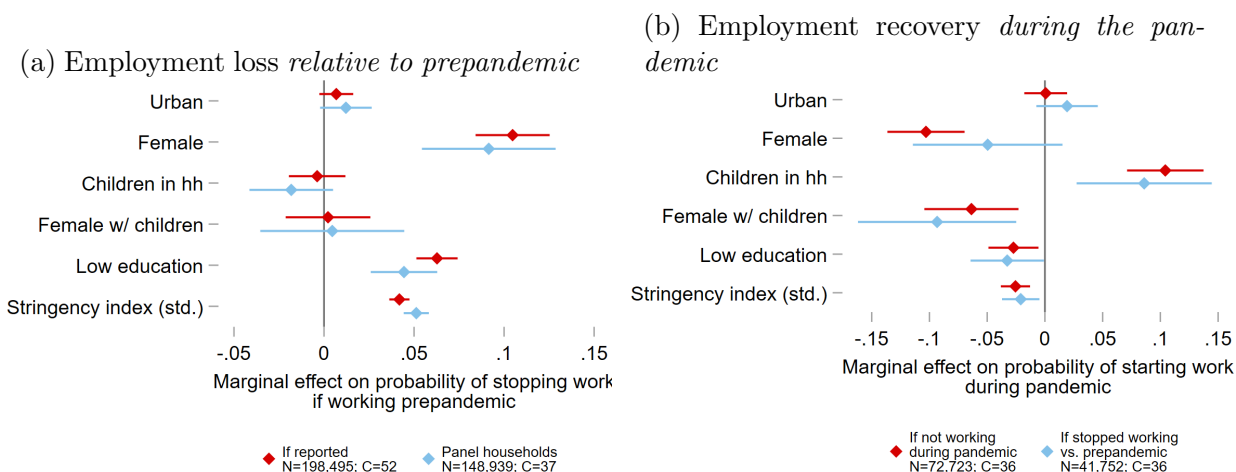 (a) Employment loss relative to prepandemic
Urban
Female
Children in hh
Female w/ children
Low education
Stringency index (std.)
-.05 0 .05 .1 .15
Marginal effect on probability of stopping work
if working prepandemic
If reported
N=198.495; C=52
Panel households
N=148.939; C=37
(b) Employment recovery during the pan-
demic
Urban
Female
Children in hh
Female w/ children
Low education
Stringency index (std.)
-.15 -.1 -.05 0 .05 .1 .15
Marginal effect on probability of starting work
during pandemic
If not working
during pandemic
N=72.723; C=36
If stopped working
vs. prepandemic
N=41.752; C=36